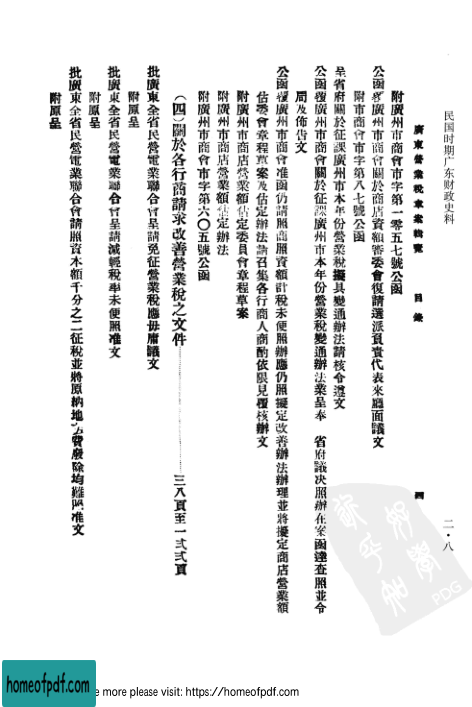 民国时期广东财政史料
廣東營業稅章案輯覽 目錄 四 二·八
附廣州市商會市字第一零五七號公函
公函移廣州市商會關於商店資額審委會復請選派負責代表來廳面議文
附市商會市字第八七號公函
呈省府關於征課廣州市本年份營業稅擬具變通辦法請核令遵文
公函復廣州市商會關於征課廣州市本年份營業稅變通辦法業呈奉 省府議决照辦在案函達查照並令
局及佈告文
公函復廣州市商會准函仍請照商照資額計稅未便照辦應仍照擬定改善辦法辦理並將擬定商店營業額
估委會章程草案及估定辦法請召集各行商人商酌依限見覆核辦文
附廣州市商店營業額估定委員會章程草案
附廣州市商店營業額估定辦法
附廣州市商會市字第六〇五號公函
(四)關於各行商請求改善營業稅之文件 三八頁至一弍弍頁
批廣東全省民營電業聯合會呈請免征營業稅應毋庸議文
附原呈
批廣東全省民營電業聯合會呈請減輕稅率未便照准文
附原呈
批廣東全省民營電業聯合會請照資本額千分之二征稅並將原納地方費廢除均難照准文
附原呈
PDG
homeofpdf.com
e more please visit: https://homeofpdf.com